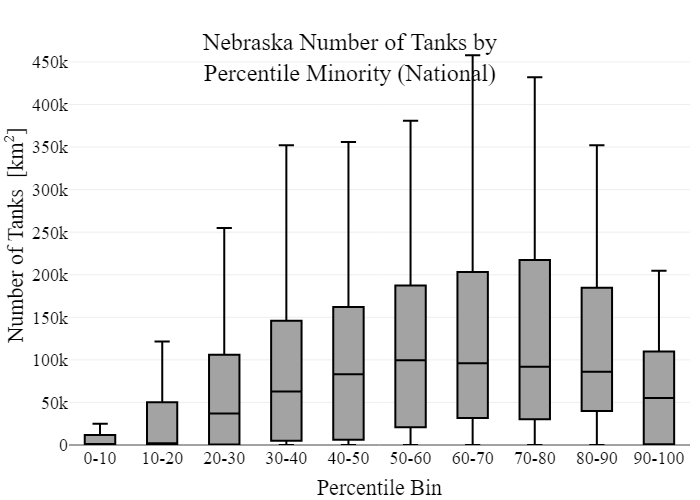 Nebraska Number of Tanks by
Percentile Minority (National)
450k
400k
350k
300k
250k
200k
150k
100k
50k
0
Number of Tanks [km²]
0-10 10-20 20-30 30-40 40-50 50-60 60-70 70-80 80-90 90-100
Percentile Bin